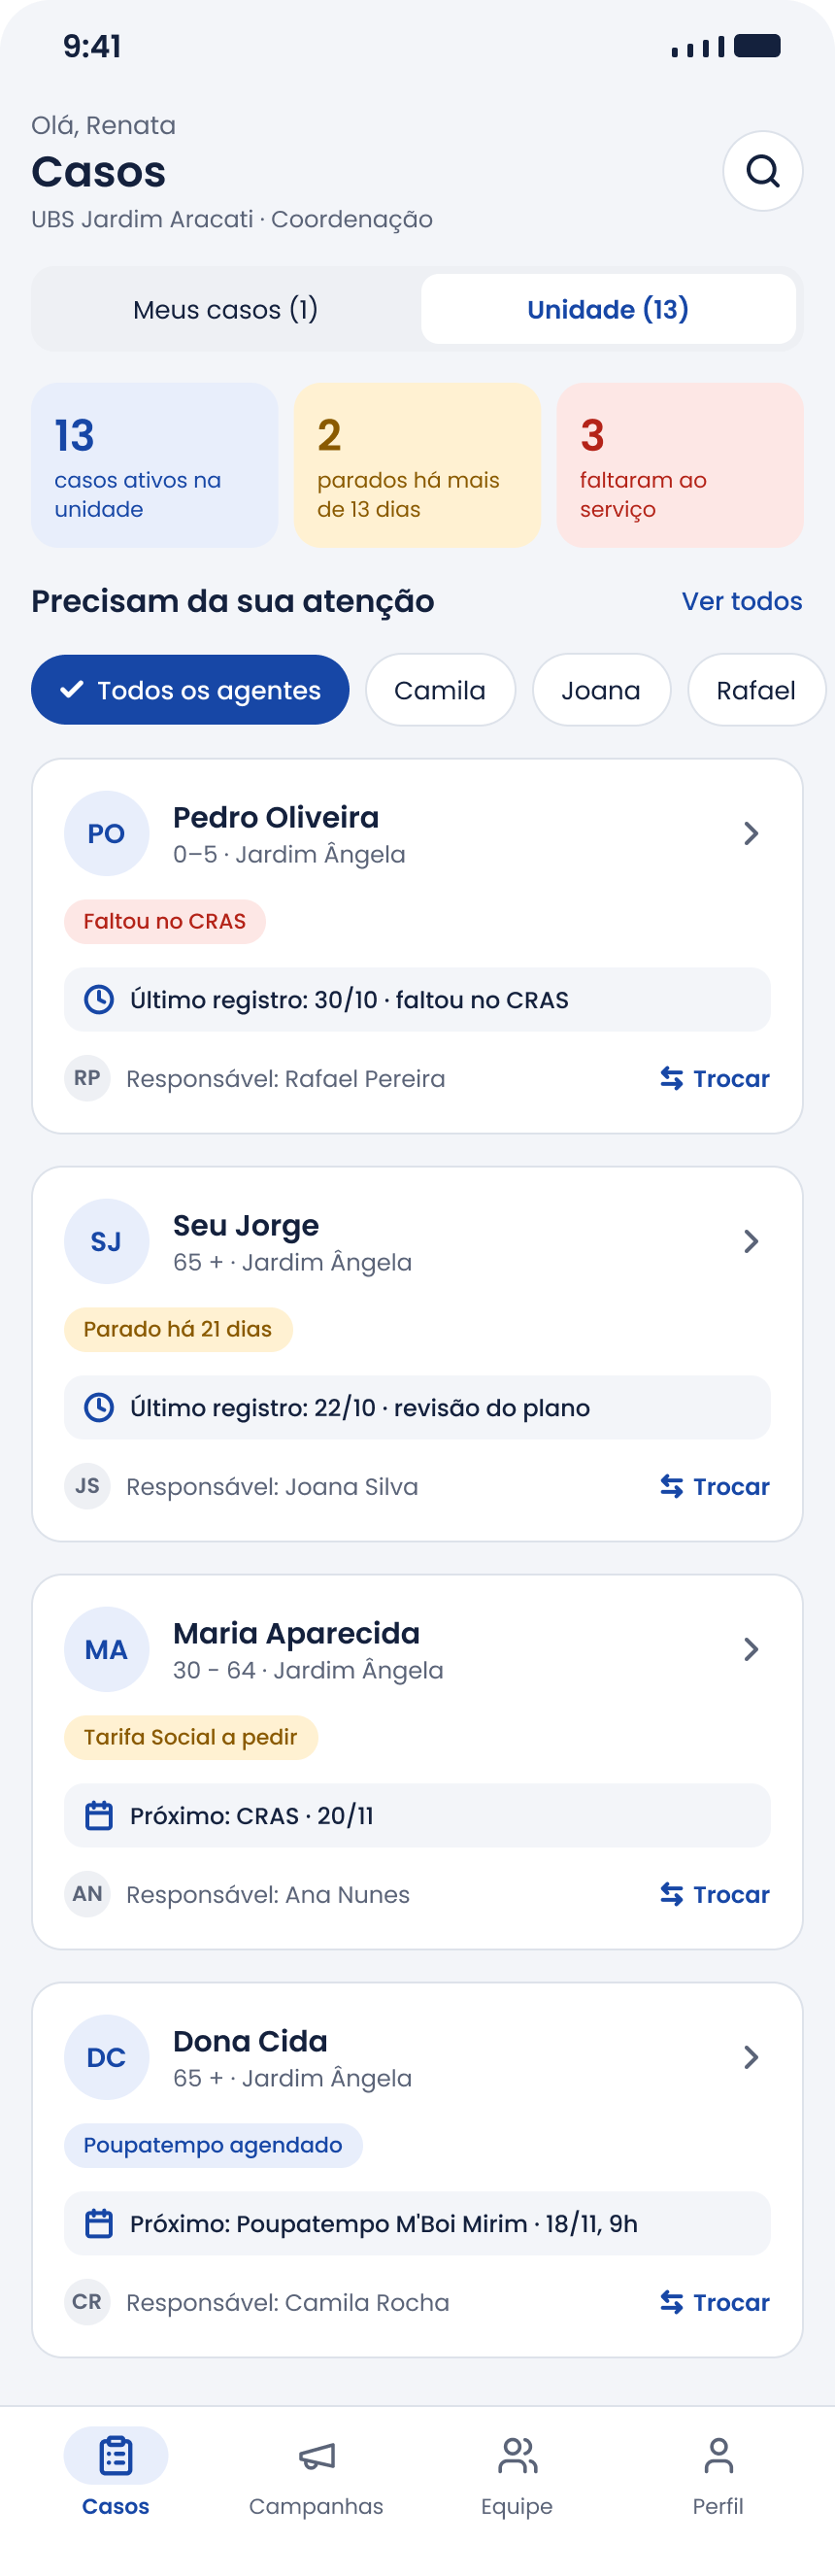 9:41
Olá, Renata
Casos
UBS Jardim Aracati · Coordenação
Meus casos (1)
Unidade (13)
13
casos ativos na
unidade
2
parados há mais
de 13 dias
3
faltaram ao
serviço
Precisam da sua atenção
Ver todos
Todos os agentes
Camila
Joana
Rafael
PO
Pedro Oliveira
0–5 · Jardim Ângela
Faltou no CRAS
Último registro: 30/10 · faltou no CRAS
RP
Responsável: Rafael Pereira
Trocar
SJ
Seu Jorge
65 + · Jardim Ângela
Parado há 21 dias
Último registro: 22/10 · revisão do plano
JS
Responsável: Joana Silva
Trocar
MA
Maria Aparecida
30 - 64 · Jardim Ângela
Tarifa Social a pedir
Próximo: CRAS · 20/11
AN
Responsável: Ana Nunes
Trocar
DC
Dona Cida
65 + · Jardim Ângela
Poupatempo agendado
Próximo: Poupatempo M'Boi Mirim · 18/11, 9h
CR
Responsável: Camila Rocha
Trocar
Casos
Campanhas
Equipe
Perfil